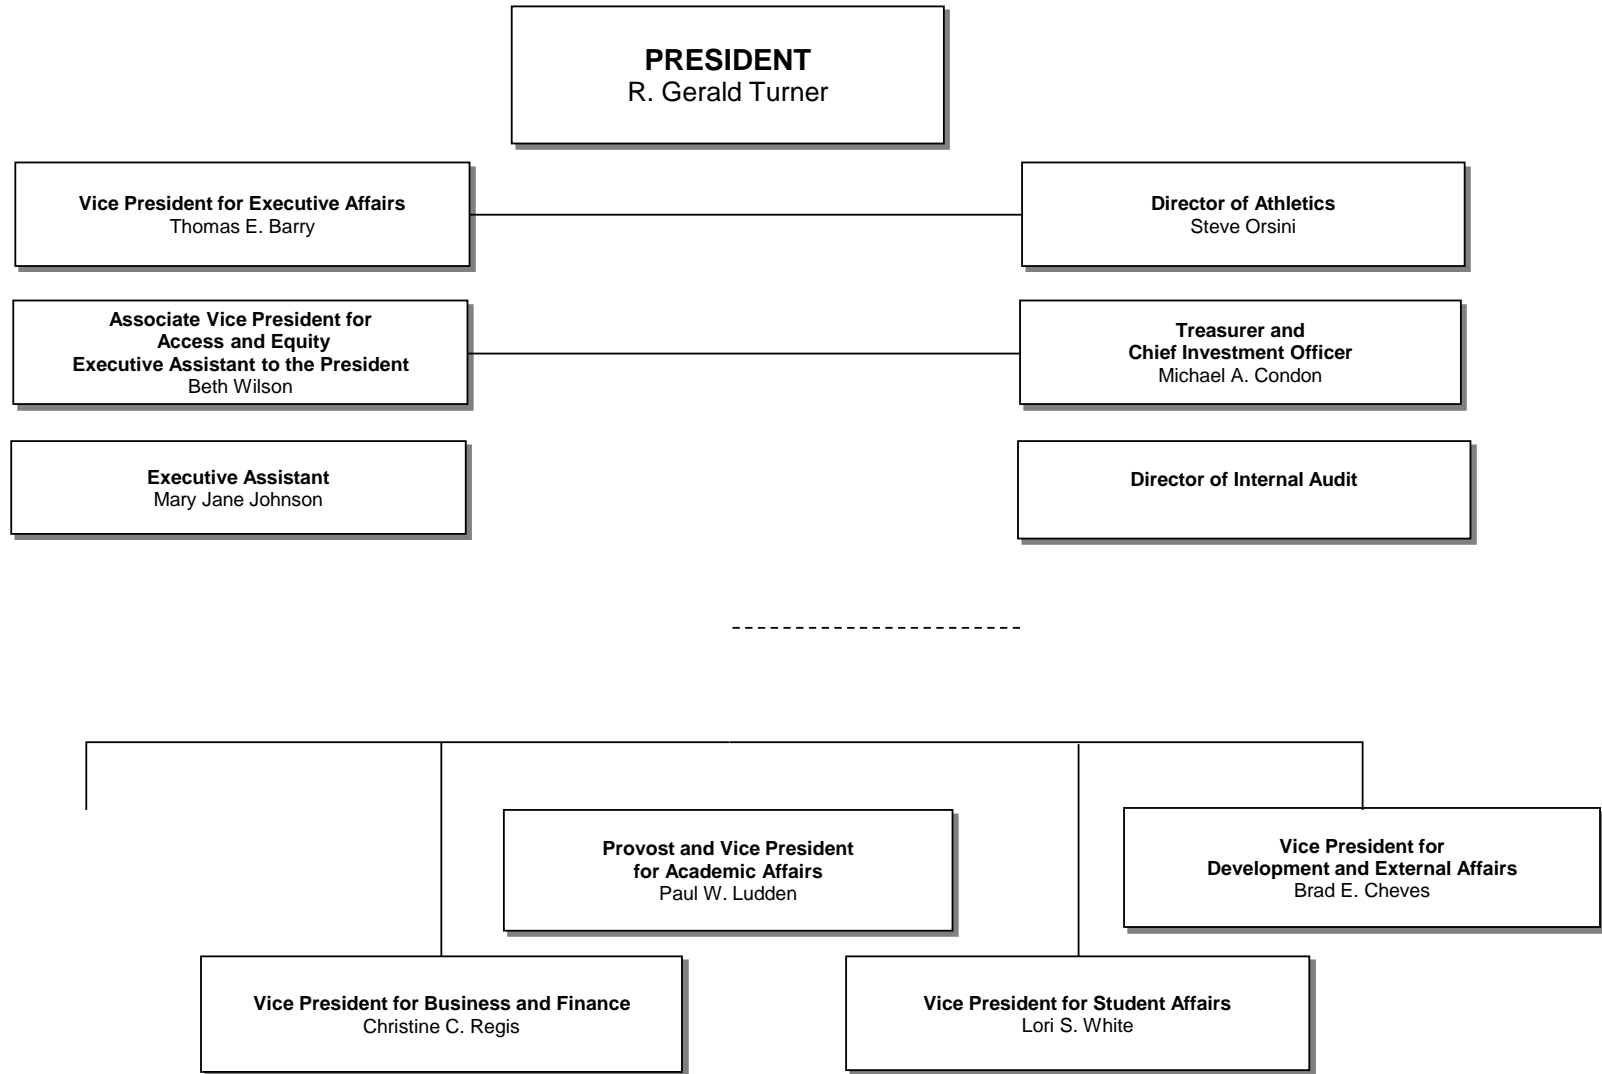 PRESIDENT
R. Gerald Turner
Vice President for Executive Affairs
Thomas E. Barry
Director of Athletics
Steve Orsini
Associate Vice President for
Access and Equity
Executive Assistant to the President
Beth Wilson
Treasurer and
Chief Investment Officer
Michael A. Condon
Executive Assistant
Mary Jane Johnson
Director of Internal Audit
Provost and Vice President
for Academic Affairs
Paul W. Ludden
Vice President for
Development and External Affairs
Brad E. Cheves
Vice President for Business and Finance
Christine C. Regis
Vice President for Student Affairs
Lori S. White